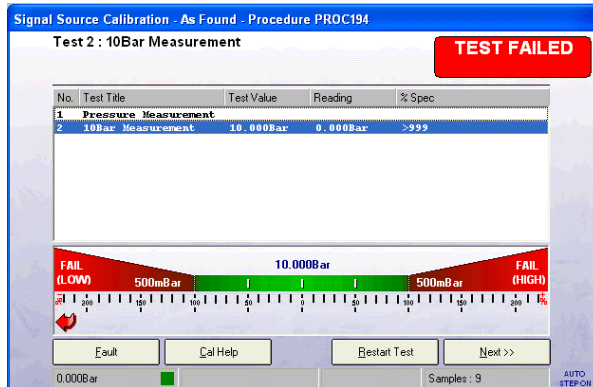 Signal Source Calibration - As Found - Procedure PROC194
Test 2 : 10Bar Measurement
TEST FAILED
No. Test Title Test Value Reading % Spec
1 Pressure Measurement
2 10Bar Measurement 10.000Bar 0.000Bar >999
FAIL 10.000Bar FAIL
(LOW) 500mBar 500mBar (HIGH)
% 200 150 100 50 0 50 100 150 200 %
Fault Cal Help Restart Test Next >>
0.000Bar Samples : 9
AUTO
STEP ON